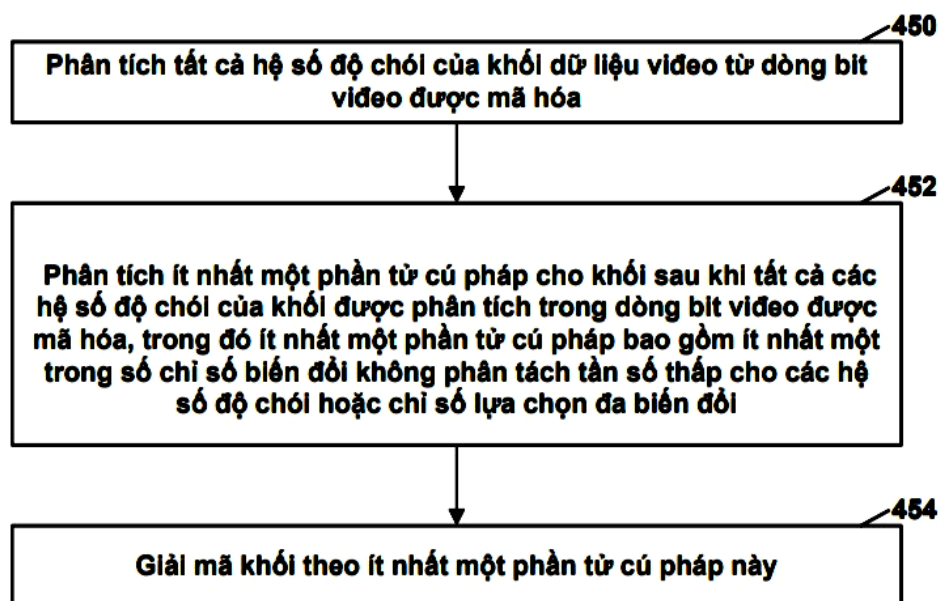 450
Phân tích tất cả hệ số độ chói của khối dữ liệu viđeo từ dòng bit
viđeo được mã hóa
452
Phân tích ít nhất một phần tử cú pháp cho khối sau khi tất cả các
hệ số độ chói của khối được phân tích trong dòng bit viđeo được
mã hóa, trong đó ít nhất một phần tử cú pháp bao gồm ít nhất một
trong số chỉ số biến đổi không phân tách tần số thấp cho các hệ
số độ chói hoặc chỉ số lựa chọn đa biến đổi
454
Giải mã khối theo ít nhất một phần tử cú pháp này